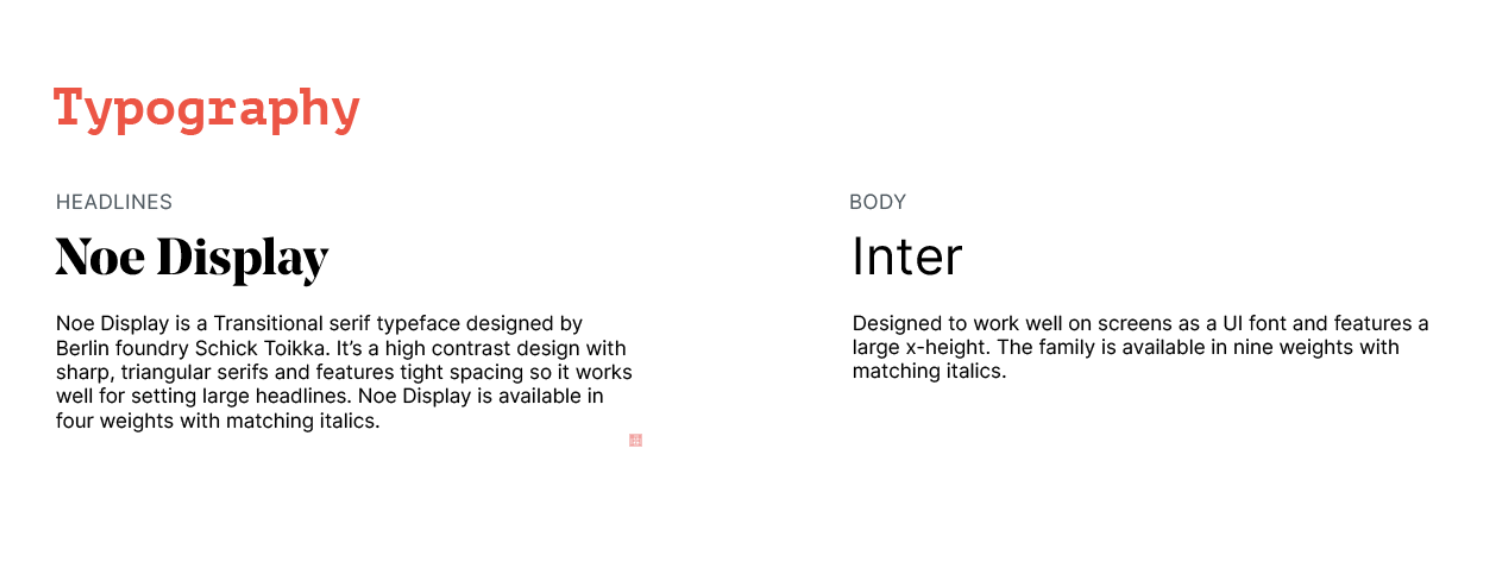 Typography
HEADLINES
Noe Display
Noe Display is a Transitional serif typeface designed by
Berlin foundry Schick Toikka. It’s a high contrast design with
sharp, triangular serifs and features tight spacing so it works
well for setting large headlines. Noe Display is available in
four weights with matching italics.
BODY
Inter
Designed to work well on screens as a UI font and features a
large x-height. The family is available in nine weights with
matching italics.